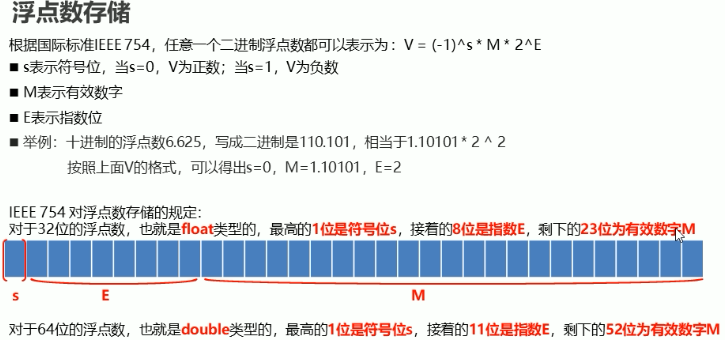 浮点数存储
根据国际标准IEEE 754，任意一个二进制浮点数都可以表示为：V = (-1)^s * M * 2^E
■ s表示符号位，当s=0，V为正数；当s=1，V为负数
■ M表示有效数字
■ E表示指数位
■ 举例：十进制的浮点数6.625，写成二进制是110.101，相当于1.10101 * 2 ^ 2
按照上面V的格式，可以得出s=0，M=1.10101，E=2
IEEE 754 对浮点数存储的规定：
对于32位的浮点数，也就是float类型的，最高的1位是符号位s，接着的8位是指数E，剩下的23位为有效数字M
s E M
对于64位的浮点数，也就是double类型的，最高的1位是符号位s，接着的11位是指数E，剩下的52位为有效数字M